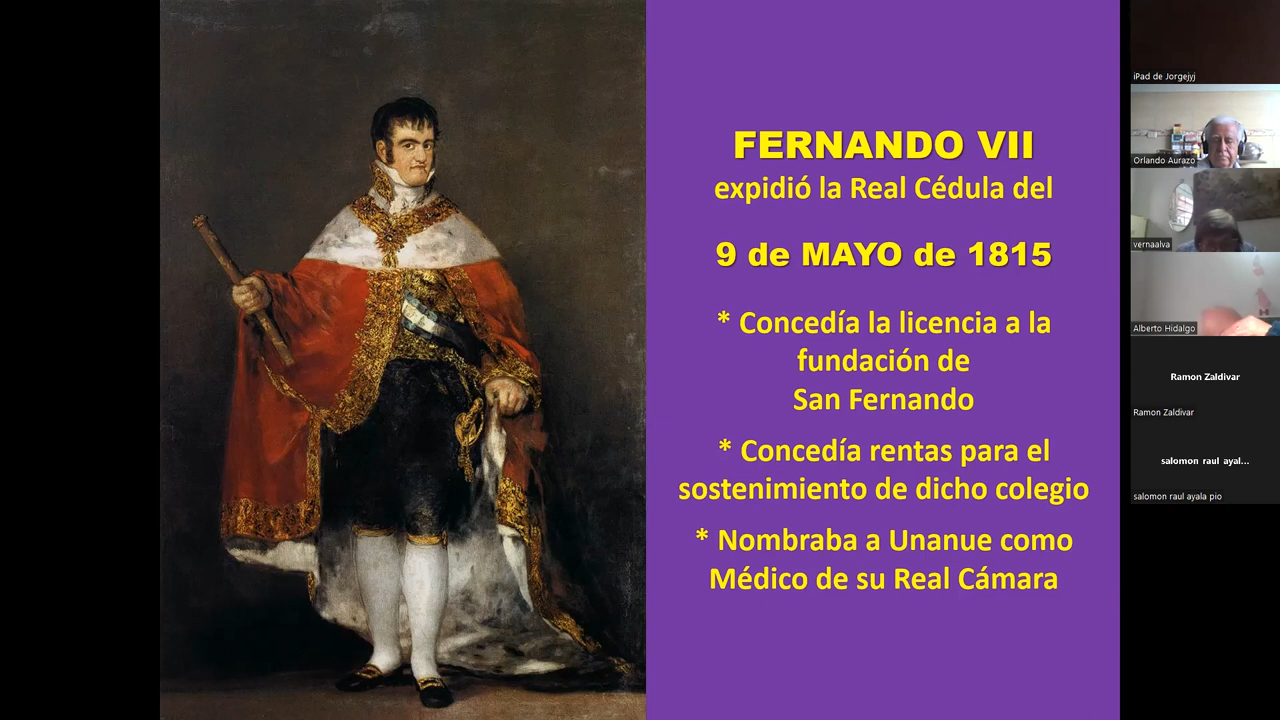 FERNANDO VII
expidió la Real Cédula del
9 de MAYO de 1815
* Concedía la licencia a la
fundación de
San Fernando
* Concedía rentas para el
sostenimiento de dicho colegio
* Nombraba a Unanue como
Médico de su Real Cámara
iPad de Jorgejyj
Orlando Aurazo
vernaalva
Alberto Hidalgo
Ramon Zaldivar
Ramon Zaldivar
salomon raul ayal...
salomon raul ayala pio